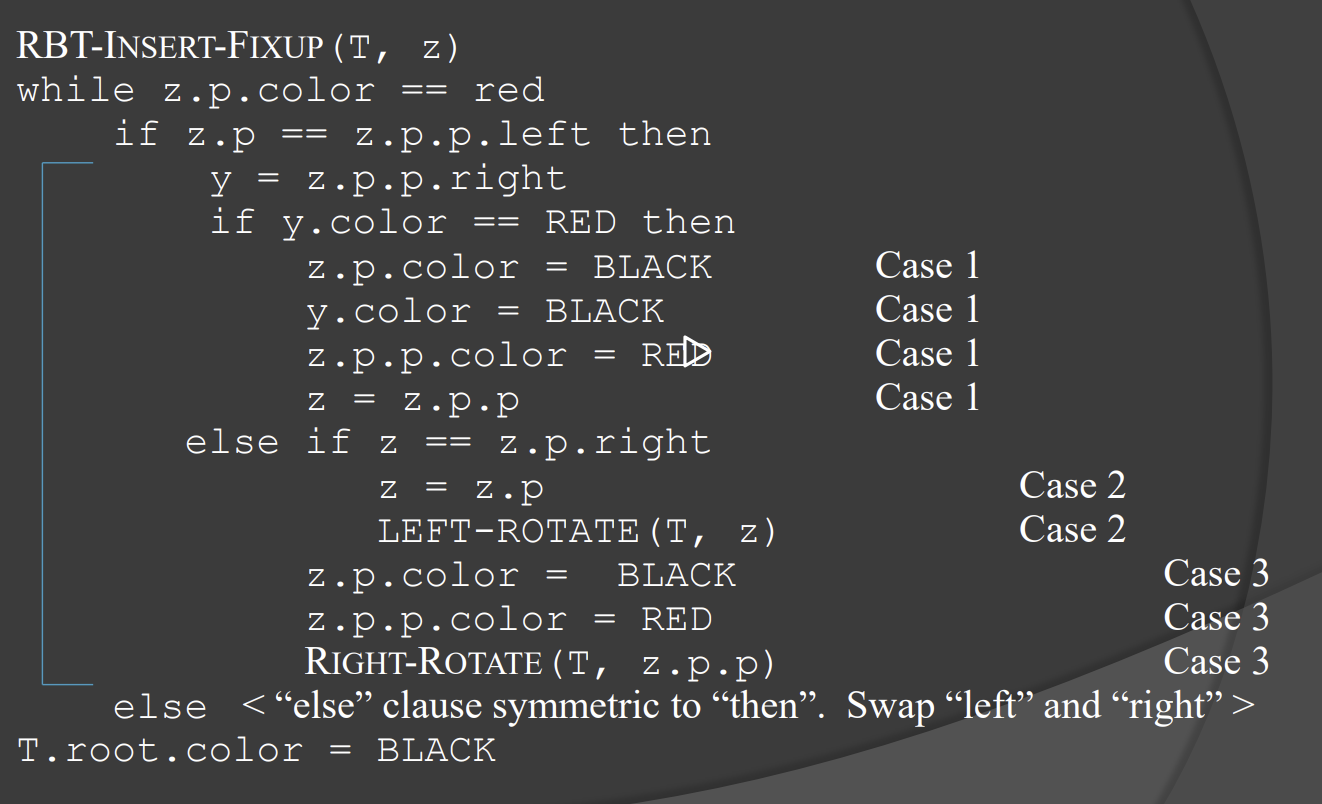 RBT-INSERT-FIXUP(T, z)
while z.p.color == red
if z.p == z.p.p.left then
y = z.p.p.right
if y.color == RED then
z.p.color = BLACK Case 1
y.color = BLACK Case 1
z.p.p.color = RED Case 1
z = z.p.p Case 1
else if z == z.p.right
z = z.p Case 2
LEFT-ROTATE(T, z) Case 2
z.p.color = BLACK Case 3
z.p.p.color = RED Case 3
RIGHT-ROTATE(T, z.p.p) Case 3
else < “else” clause symmetric to “then”. Swap “left” and “right” >
T.root.color = BLACK